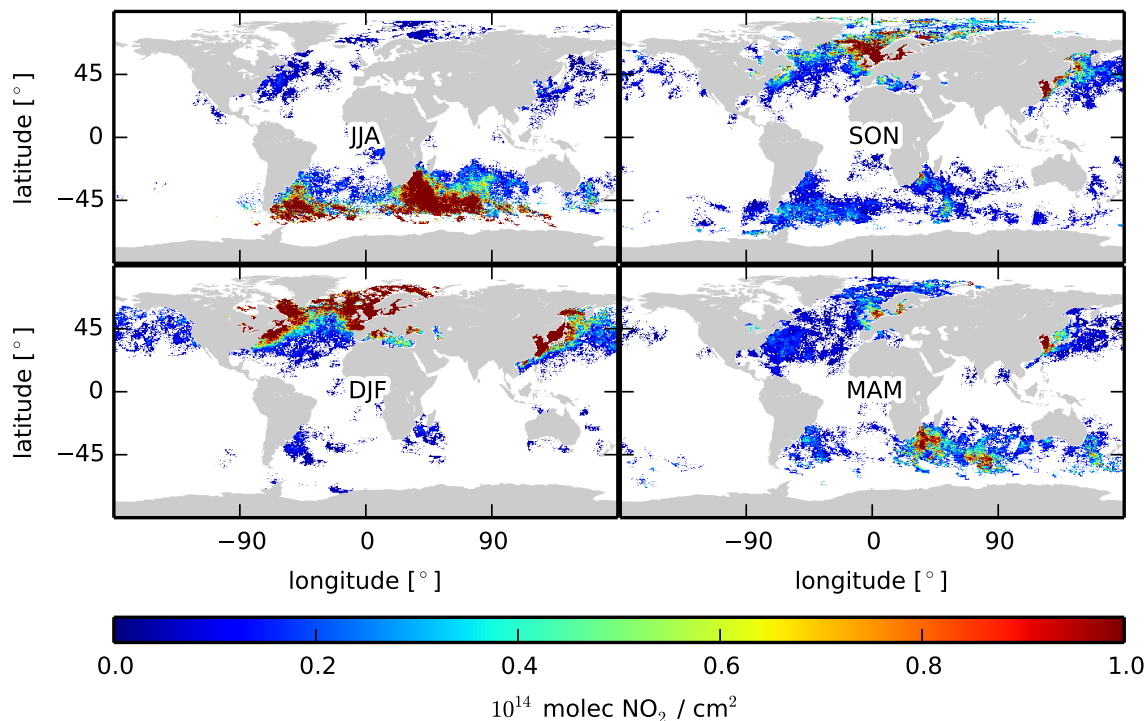 latitude [°]
45
0
−45
JJA
SON
latitude [°]
45
0
−45
DJF
MAM
−90 0 90
−90 0 90
longitude [°]
longitude [°]
0.0 0.2 0.4 0.6 0.8 1.0
10¹⁴ molec NO₂ / cm²